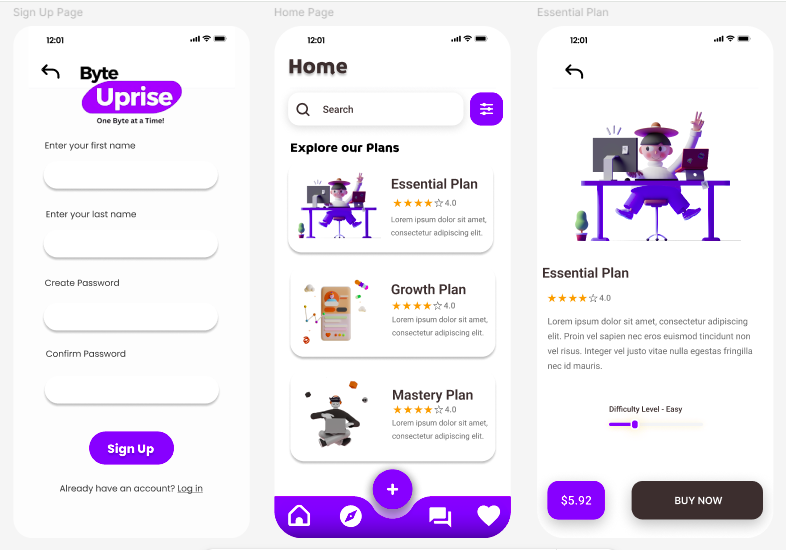 Sign Up Page
12:01
Byte
Uprise
One Byte at a Time!
Enter your first name
Enter your last name
Create Password
Confirm Password
Sign Up
Already have an account? Log in
Home Page
12:01
Home
Search
Explore our Plans
Essential Plan
4.0
Lorem ipsum dolor sit amet,
consectetur adipiscing elit.
Growth Plan
4.0
Lorem ipsum dolor sit amet,
consectetur adipiscing elit.
Mastery Plan
4.0
Lorem ipsum dolor sit amet,
consectetur adipiscing elit.
Essential Plan
12:01
Essential Plan
4.0
Lorem ipsum dolor sit amet, consectetur adipiscing
elit. Proin vel sapien nec eros euismod tincidunt non
vel risus. Integer vel justo vitae nulla egestas fringilla
nec id mauris.
Difficulty Level - Easy
$5.92
BUY NOW